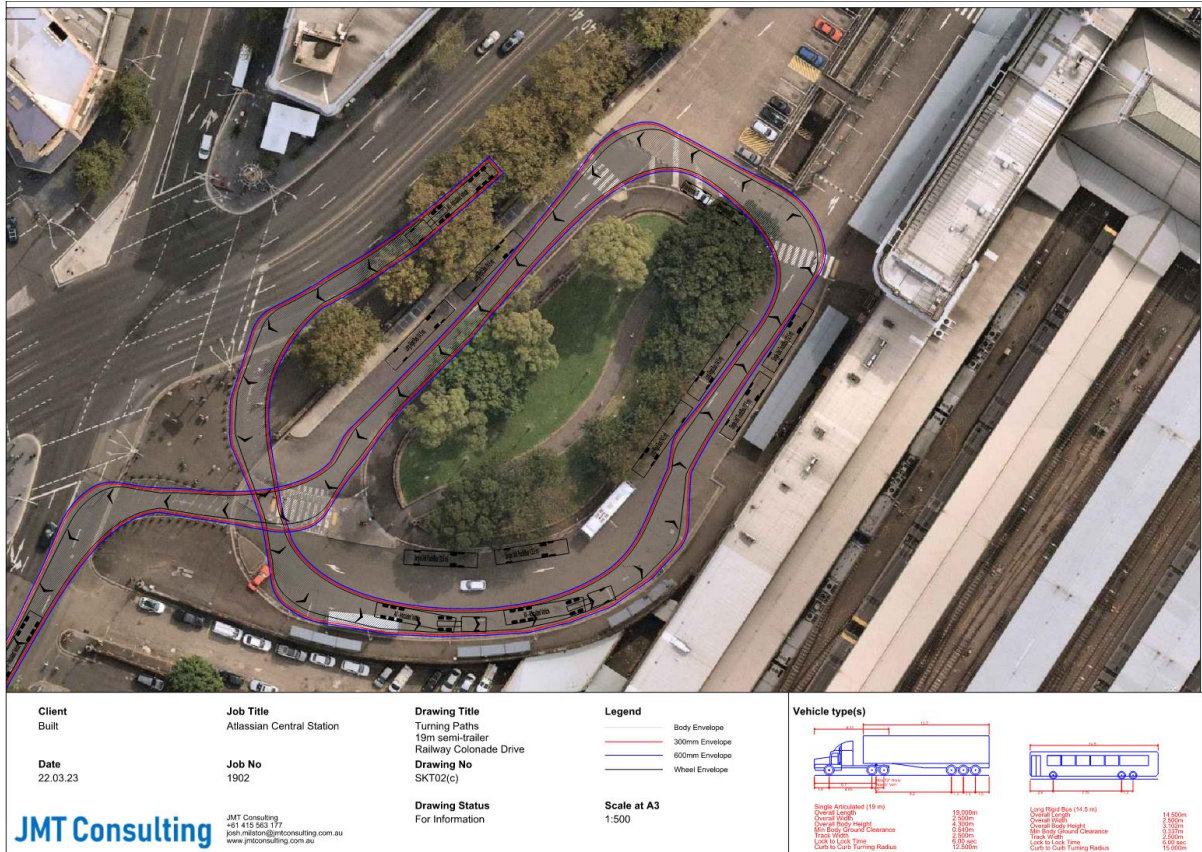 Client
Built
Job Title
Atlassian Central Station
Drawing Title
Turning Paths
19m semi-trailer
Railway Colonade Drive
Legend
Body Envelope
300mm Envelope
600mm Envelope
Wheel Envelope
Date
22.03.23
Job No
1902
Drawing No
SKT02(c)
JMT Consulting
JMT Consulting
+61 415 563 177
josh.milston@jmtconsulting.com.au
www.jmtconsulting.com.au
Drawing Status
For Information
Scale at A3
1:500
Vehicle type(s)
Single Articulated (19 m)
Overall Length 19.000m
Overall Width 2.500m
Overall Body Height 4.300m
Min Body Ground Clearance 0.540m
Track Width 2.500m
Lock to Lock Time 6.00 sec
Curb to Curb Turning Radius 12.500m
Long Rigid Bus (14.5 m)
Overall Length 14.500m
Overall Width 2.500m
Overall Body Height
Min Body Ground Clearance 0.337m
Track Width 2.500m
Lock to Lock Time 6.00 sec
Curb to Curb Turning Radius 15.000m